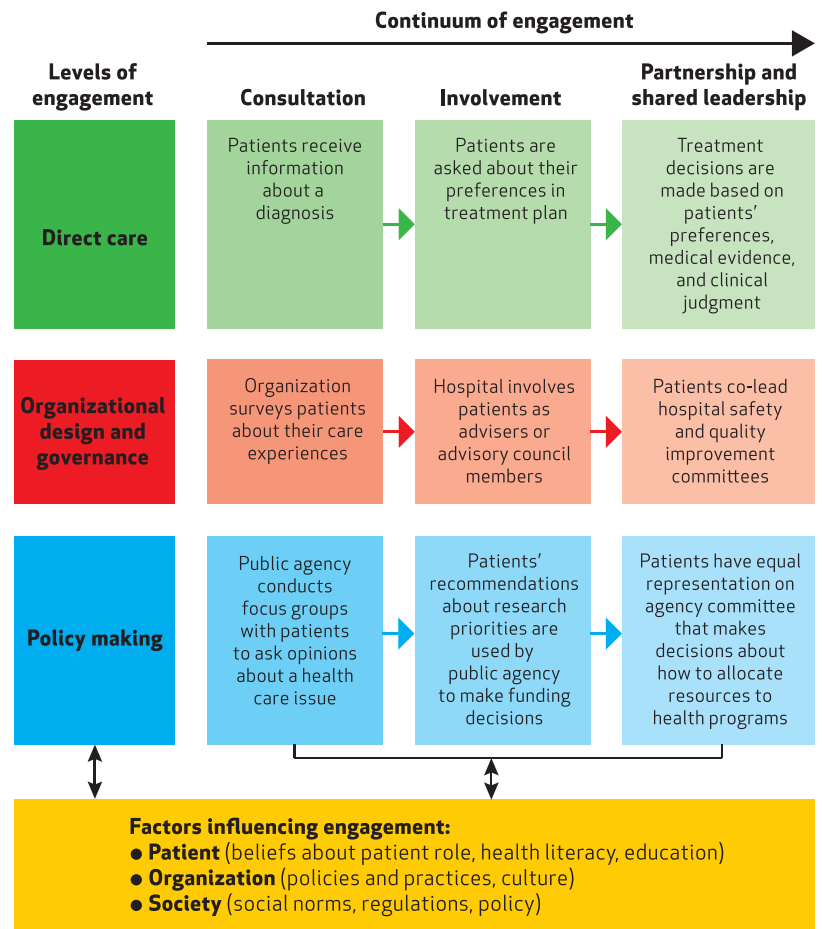 Continuum of engagement
Levels of
engagement
Consultation
Involvement
Partnership and
shared leadership
Direct care
Patients receive
information
about a
diagnosis
Patients are
asked about their
preferences in
treatment plan
Treatment
decisions are
made based on
patients’
preferences,
medical evidence,
and clinical
judgment
Organizational
design and
governance
Organization
surveys patients
about their care
experiences
Hospital involves
patients as
advisers or
advisory council
members
Patients co-lead
hospital safety
and quality
improvement
committees
Policy making
Public agency
conducts
focus groups
with patients
to ask opinions
about a health
care issue
Patients’
recommendations
about research
priorities are
used by
public agency
to make funding
decisions
Patients have equal
representation on
agency committee
that makes
decisions about
how to allocate
resources to
health programs
Factors influencing engagement:
● Patient (beliefs about patient role, health literacy, education)
● Organization (policies and practices, culture)
● Society (social norms, regulations, policy)